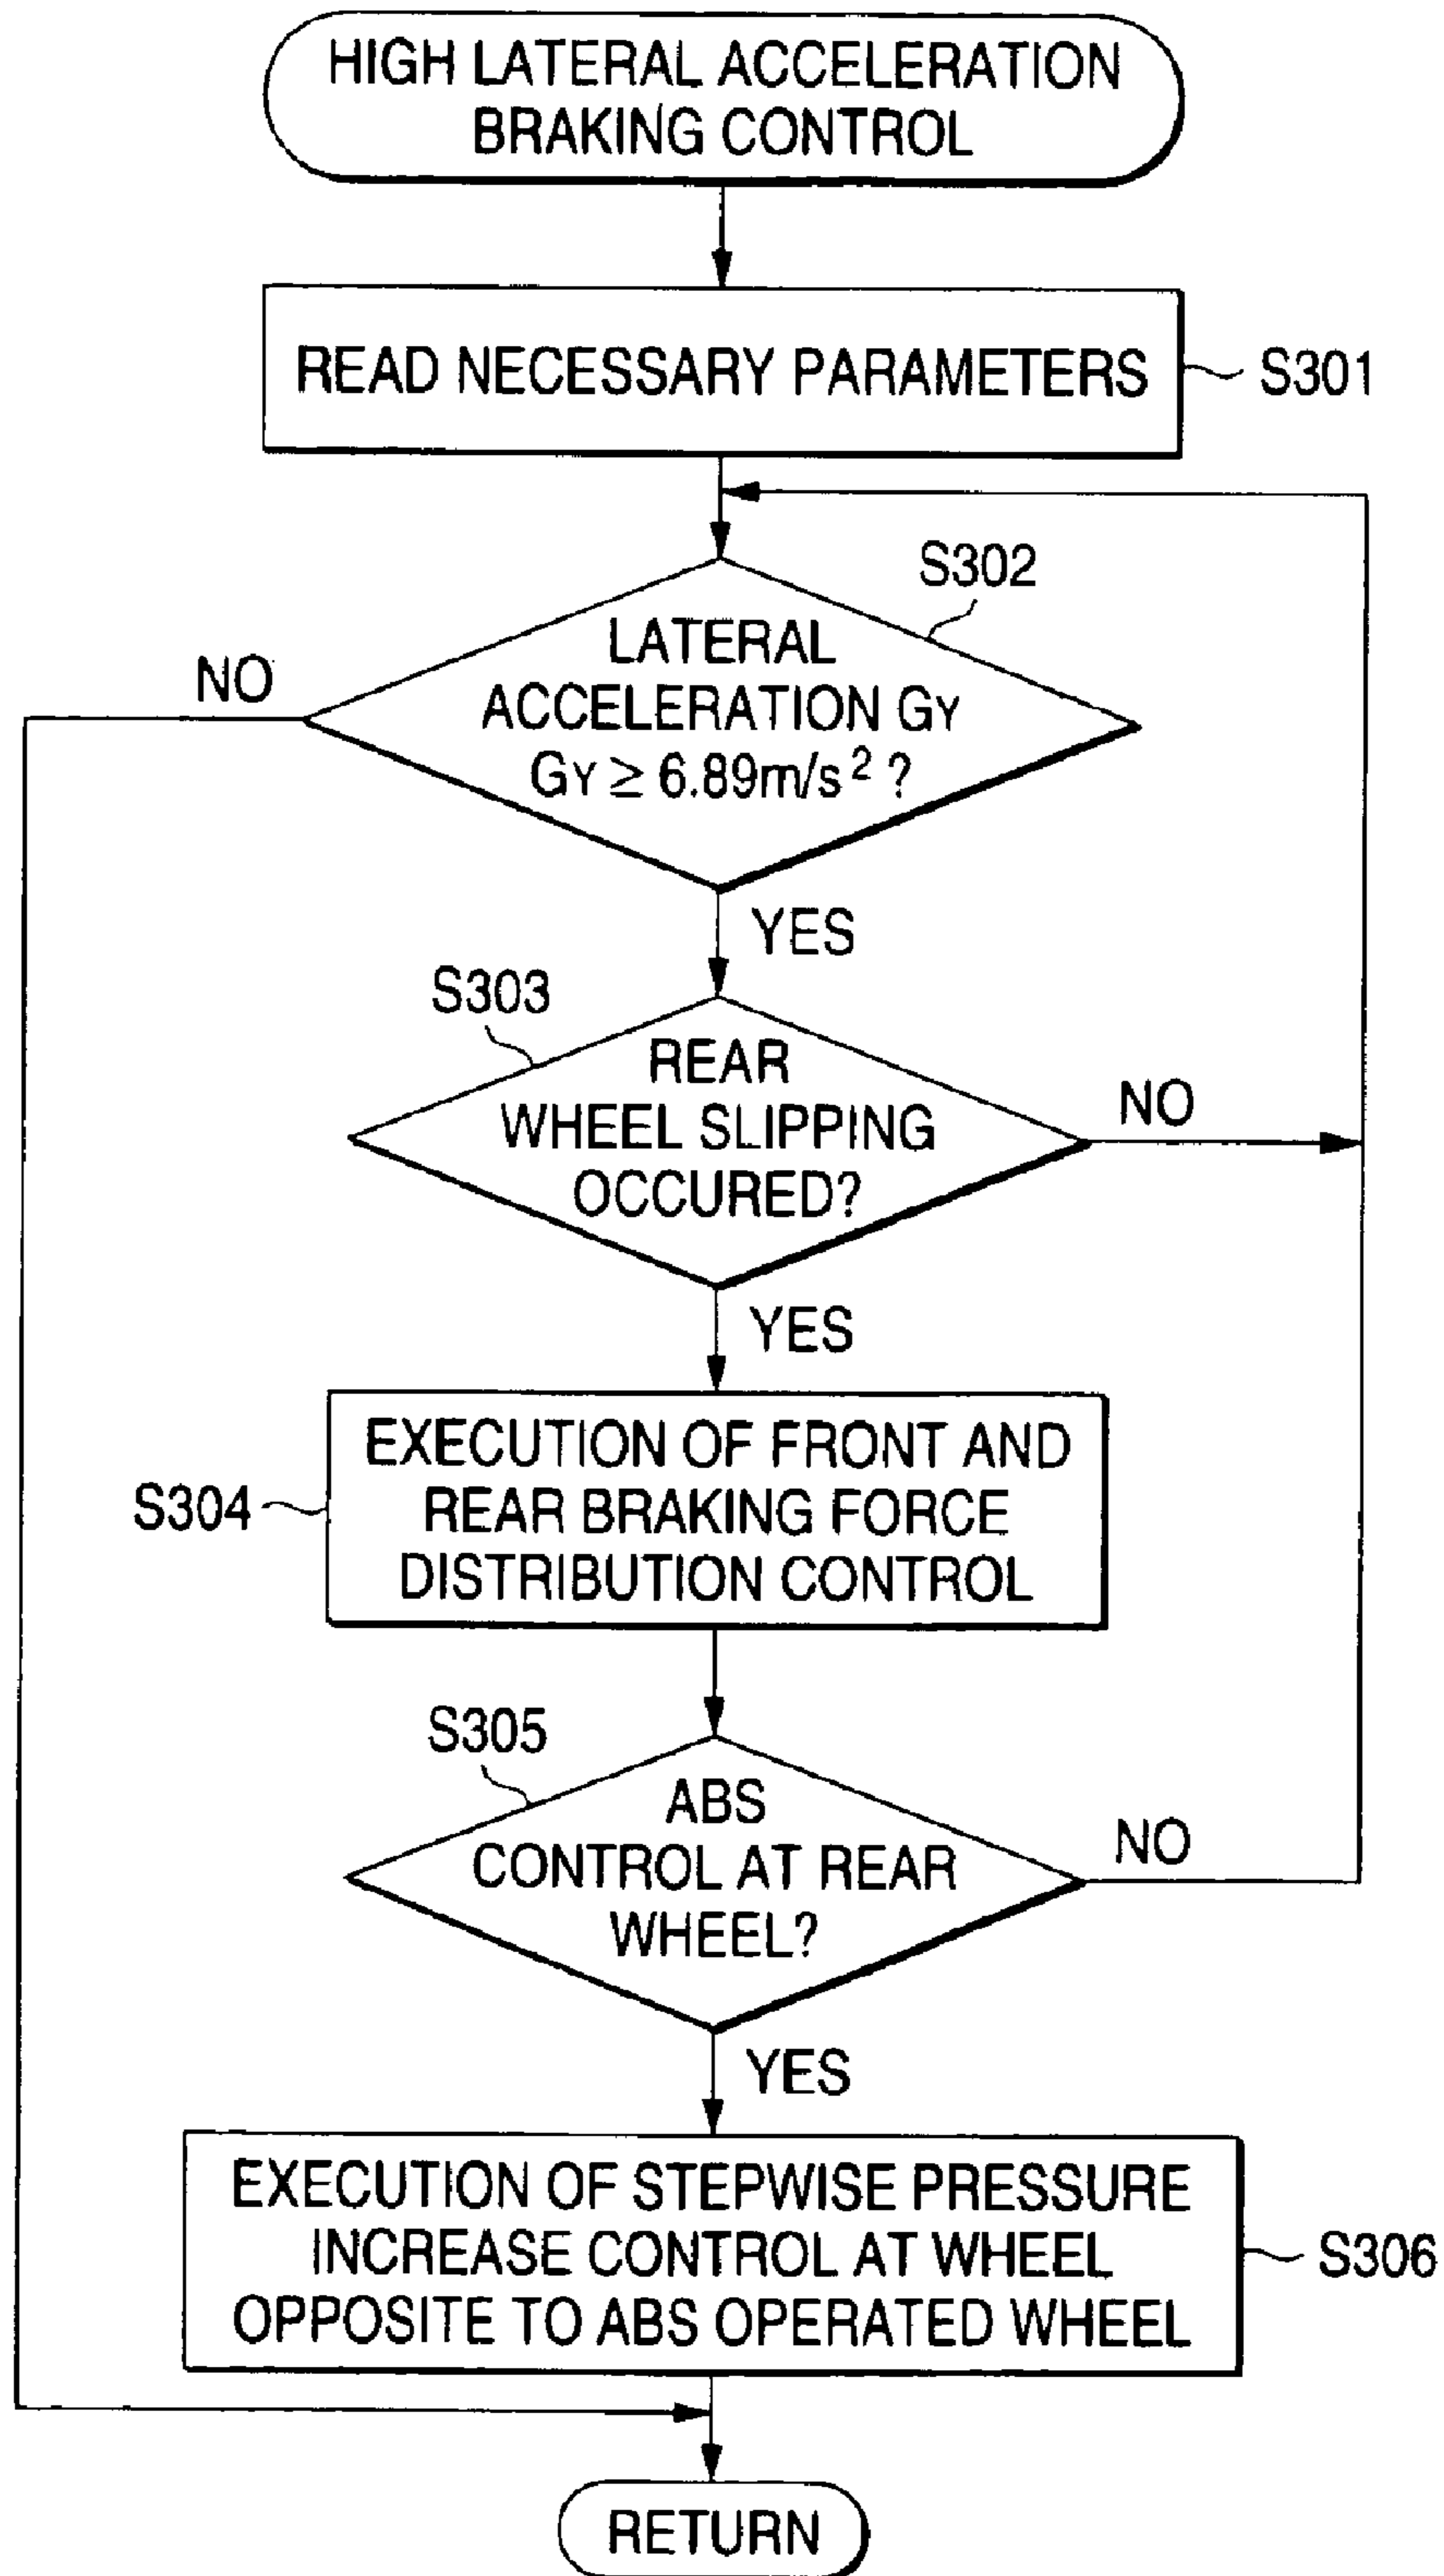 HIGH LATERAL ACCELERATION
BRAKING CONTROL
READ NECESSARY PARAMETERS
S301
S302
LATERAL
ACCELERATION GY
GY ≥ 6.89m/s² ?
NO
YES
S303
REAR
WHEEL SLIPPING
OCCURED?
NO
YES
EXECUTION OF FRONT AND
REAR BRAKING FORCE
DISTRIBUTION CONTROL
S304
S305
ABS
CONTROL AT REAR
WHEEL?
NO
YES
EXECUTION OF STEPWISE PRESSURE
INCREASE CONTROL AT WHEEL
OPPOSITE TO ABS OPERATED WHEEL
S306
RETURN